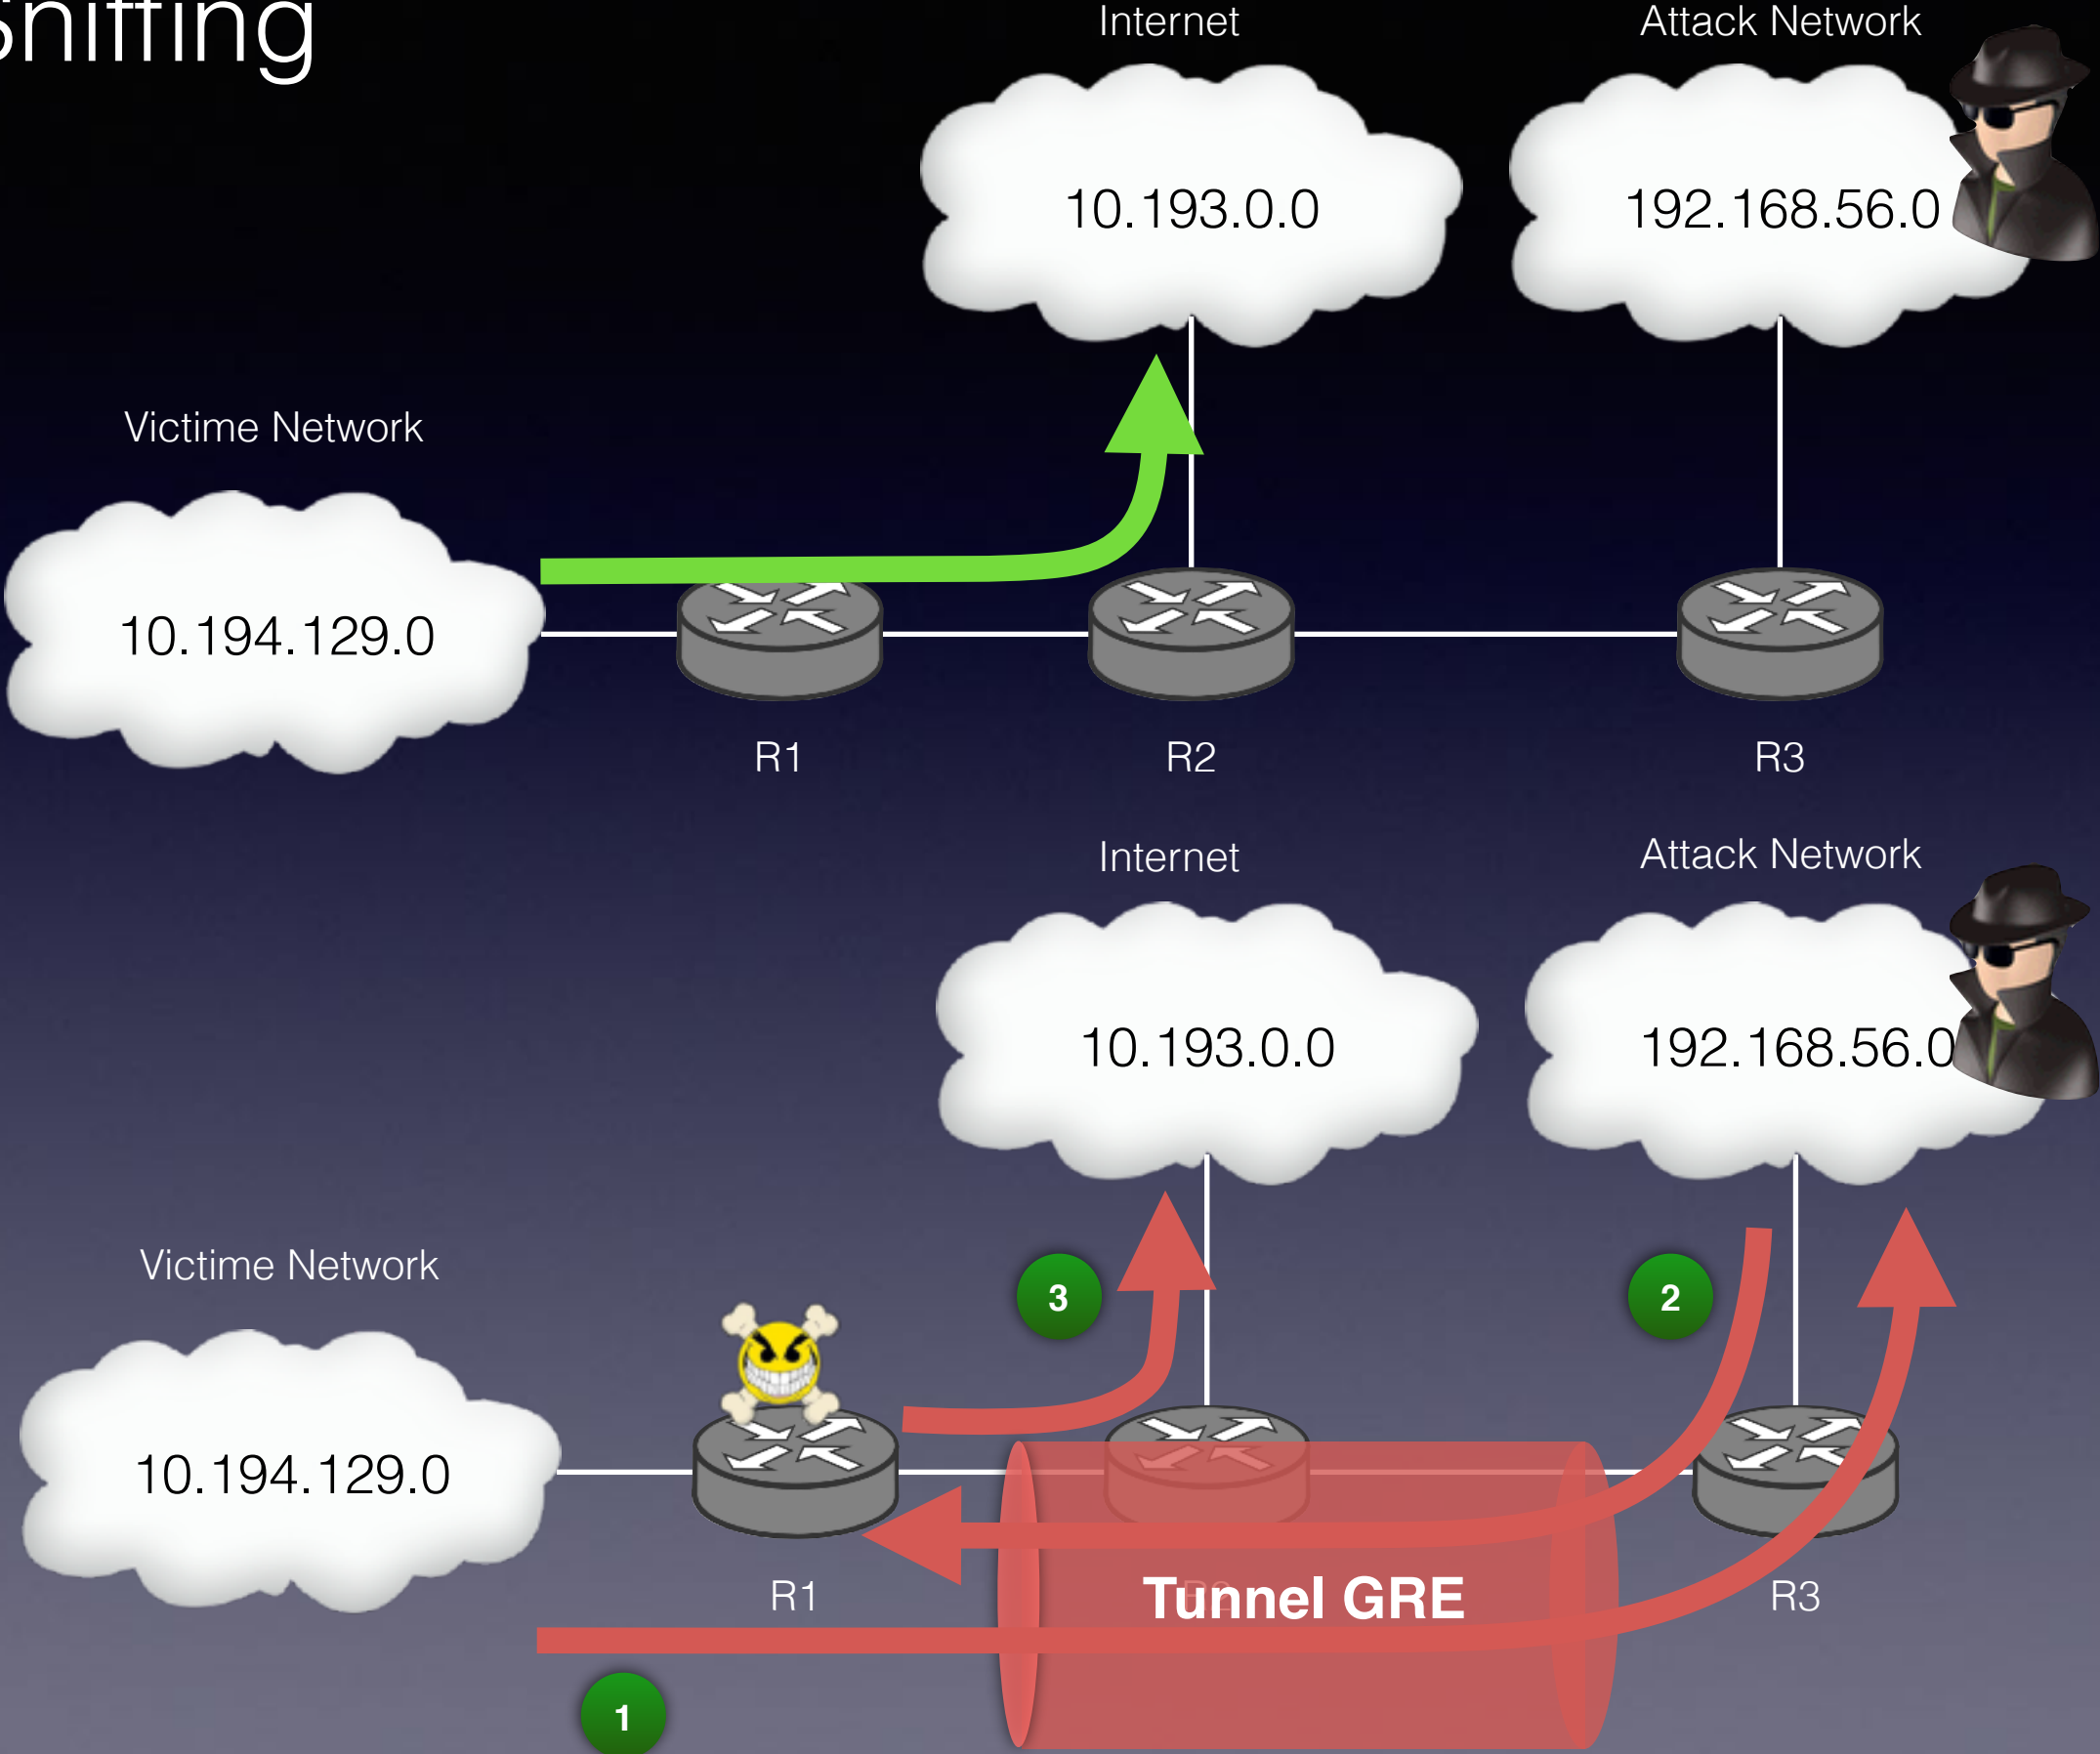 Sniffing
Internet
Attack Network
10.193.0.0
192.168.56.0
Victime Network
10.194.129.0
R1
R2
R3
Internet
Attack Network
10.193.0.0
192.168.56.0
Victime Network
3
2
10.194.129.0
R1
R2
Tunnel GRE
R3
1